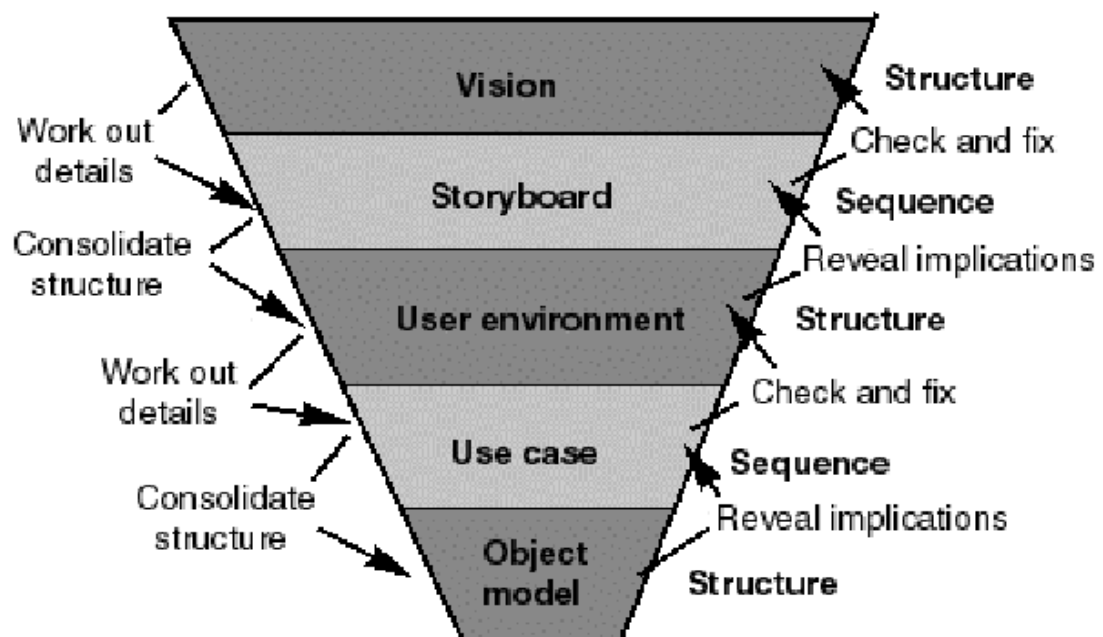 Vision
Structure
Work out
details
Check and fix
Storyboard
Sequence
Consolidate
structure
Reveal implications
User environment
Structure
Work out
details
Check and fix
Use case
Sequence
Consolidate
structure
Reveal implications
Object
model
Structure